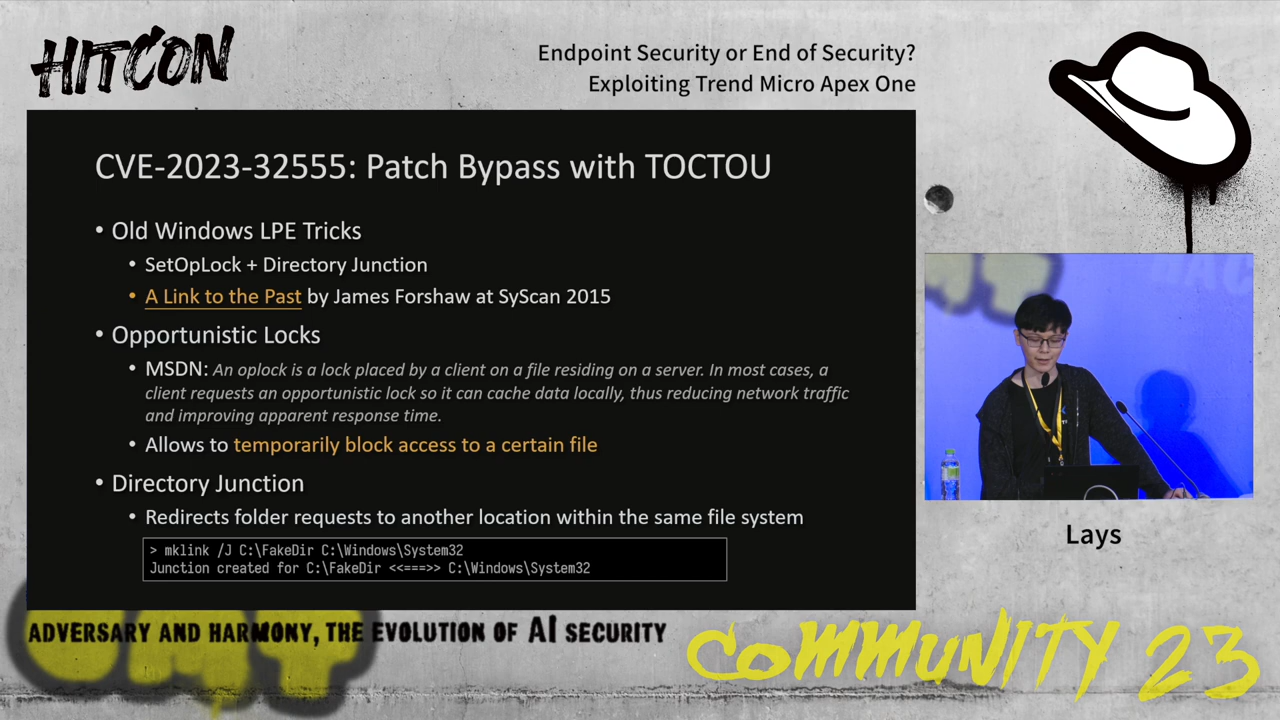 HITCON
Endpoint Security or End of Security?
Exploiting Trend Micro Apex One
CVE-2023-32555: Patch Bypass with TOCTOU
• Old Windows LPE Tricks
• SetOpLock + Directory Junction
• A Link to the Past by James Forshaw at SyScan 2015
• Opportunistic Locks
• MSDN: An oplock is a lock placed by a client on a file residing on a server. In most cases, a
client requests an opportunistic lock so it can cache data locally, thus reducing network traffic
and improving apparent response time.
• Allows to temporarily block access to a certain file
• Directory Junction
• Redirects folder requests to another location within the same file system
> mklink /J C:\FakeDir C:\Windows\System32
Junction created for C:\FakeDir <<===>> C:\Windows\System32
Lays
ADVERSARY AND HARMONY, THE EVOLUTION OF AI SECURITY
COMMUNITY 23